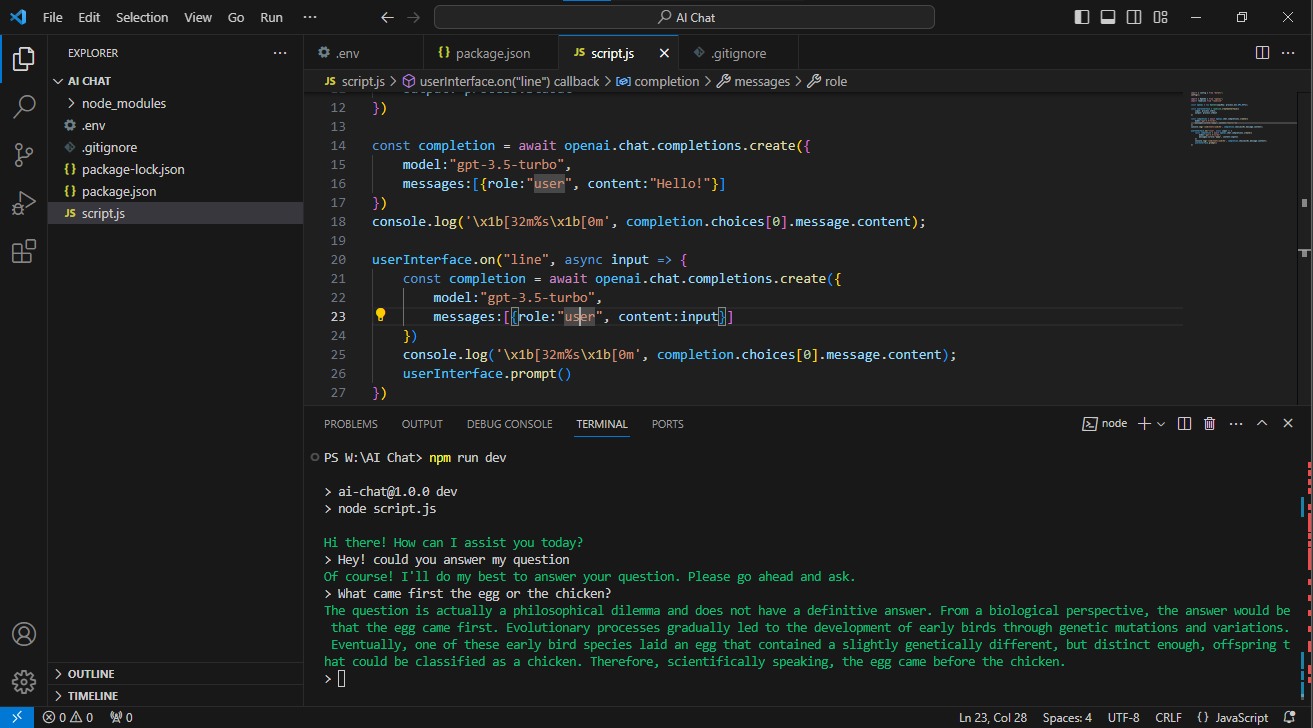 File Edit Selection View Go Run ··· AI Chat
EXPLORER ···
AI CHAT
node_modules
.env
.gitignore
package-lock.json
package.json
script.js
OUTLINE
TIMELINE
.env {} package.json JS script.js .gitignore ···
JS script.js > userInterface.on("line") callback > completion > messages > role
12 })
13
14 const completion = await openai.chat.completions.create({
15 model:"gpt-3.5-turbo",
16 messages:[{role:"user", content:"Hello!"}]
17 })
18 console.log('\x1b[32m%s\x1b[0m', completion.choices[0].message.content);
19
20 userInterface.on("line", async input => {
21 const completion = await openai.chat.completions.create({
22 model:"gpt-3.5-turbo",
23 messages:[{role:"user", content:input}]
24 })
25 console.log('\x1b[32m%s\x1b[0m', completion.choices[0].message.content);
26 userInterface.prompt()
27 })
PROBLEMS OUTPUT DEBUG CONSOLE TERMINAL PORTS node ···
PS W:\AI Chat> npm run dev
> ai-chat@1.0.0 dev
> node script.js
Hi there! How can I assist you today?
> Hey! could you answer my question
Of course! I'll do my best to answer your question. Please go ahead and ask.
> What came first the egg or the chicken?
The question is actually a philosophical dilemma and does not have a definitive answer. From a biological perspective, the answer would be
that the egg came first. Evolutionary processes gradually led to the development of early birds through genetic mutations and variations.
Eventually, one of these early bird species laid an egg that contained a slightly genetically different, but distinct enough, offspring t
hat could be classified as a chicken. Therefore, scientifically speaking, the egg came before the chicken.
>
0 0 0 Ln 23, Col 28 Spaces: 4 UTF-8 CRLF {} JavaScript